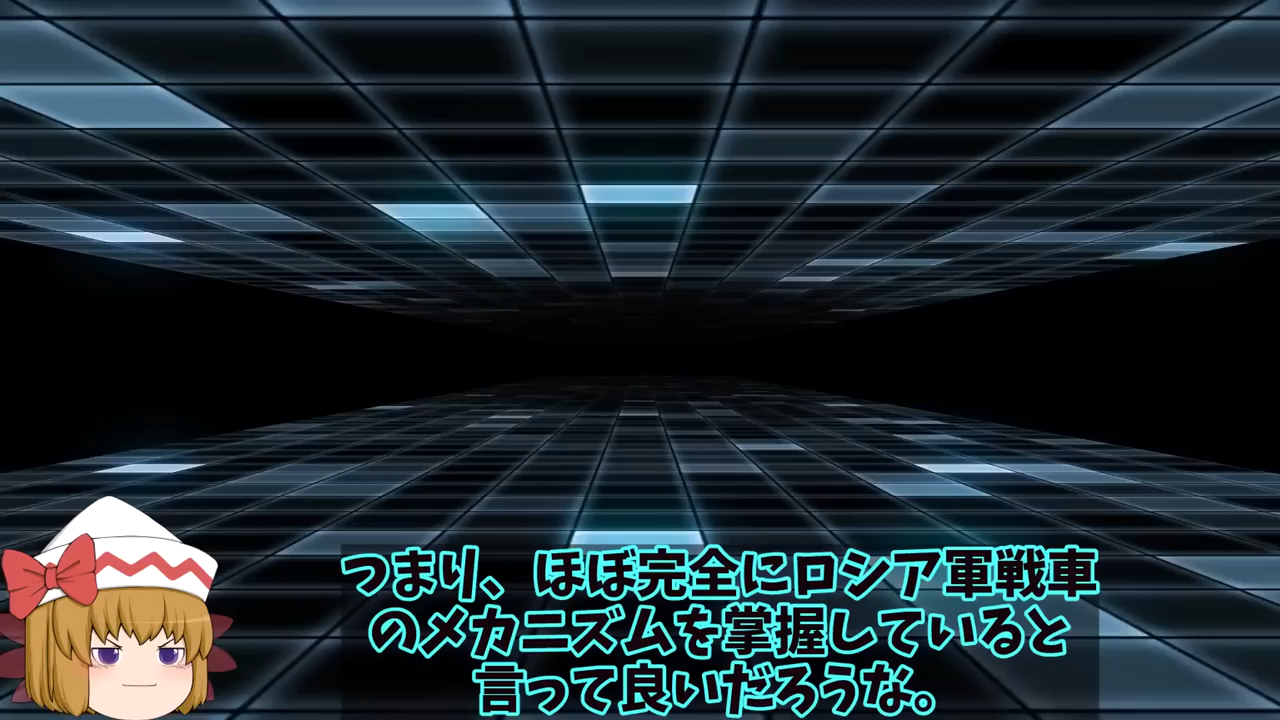 つまり、ほぼ完全にロシア軍戦車
のメカニズムを掌握していると
言って良いだろうな。